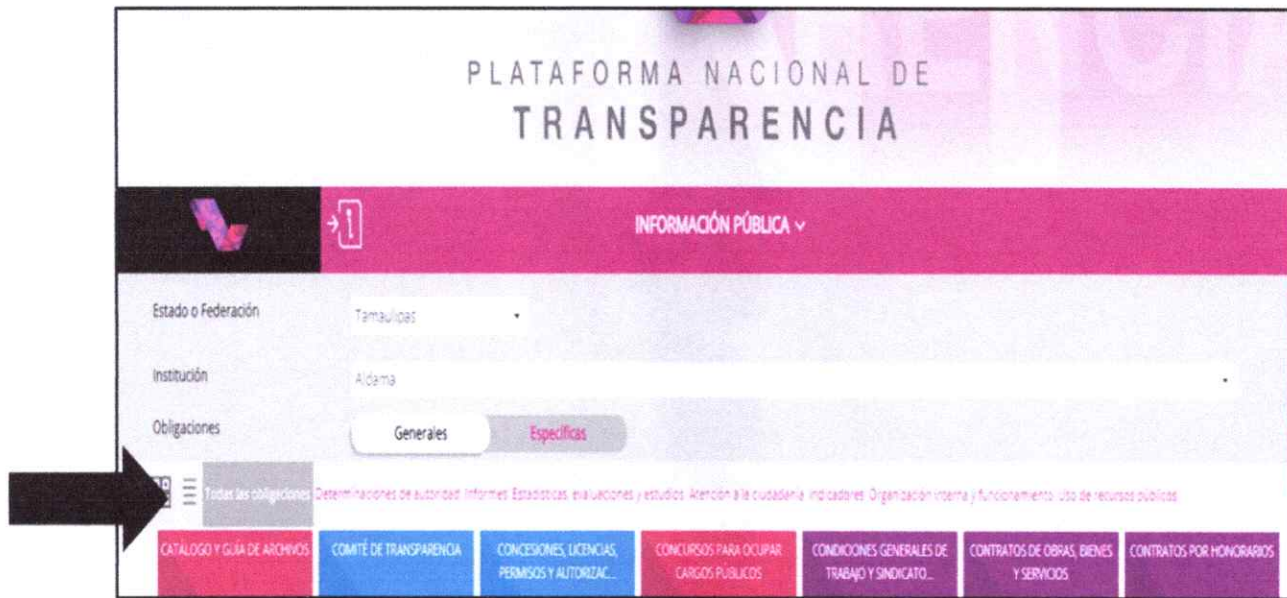 PLATAFORMA NACIONAL DE
TRANSPARENCIA
INFORMACIÓN PÚBLICA
Estado o Federación
Tamaulipas
Institución
Aldama
Obligaciones
Generales Específicas
Todas las obligaciones Determinaciones de autoridad Informes Estadísticas, evaluaciones y estudios Atención a la ciudadanía Indicadores Organización interna y funcionamiento Uso de recursos públicos
CATÁLOGO Y GUÍA DE ARCHIVOS
COMITÉ DE TRANSPARENCIA
CONCESIONES, LICENCIAS,
PERMISOS Y AUTORIZAC...
CONCURSOS PARA OCUPAR
CARGOS PÚBLICOS
CONDICIONES GENERALES DE
TRABAJO Y SINDICATO...
CONTRATOS DE OBRAS, BIENES
Y SERVICIOS
CONTRATOS POR HONORARIOS